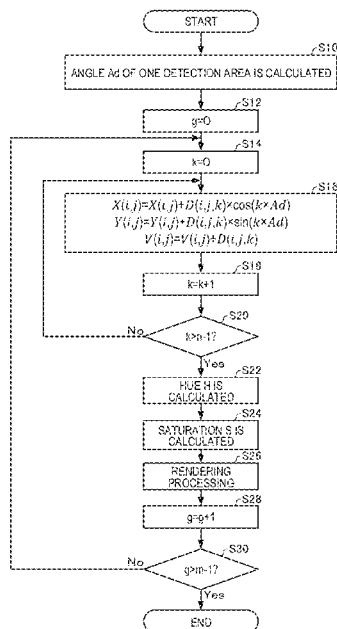 START
S10
ANGLE Ad OF ONE DETECTION AREA IS CALCULATED
S12
g=0
S14
k=0
S18
X(i,j)=X(i,j)+D(i,j,k)×cos(k×Ad)
Y(i,j)=Y(i,j)+D(i,j,k)×sin(k×Ad)
V(i,j)=V(i,j)+D(i,j,k)
S16
k=k+1
S20
k>n-1?
No
Yes
S22
HUE H IS
CALCULATED
S24
SATURATION S IS
CALCULATED
S26
RENDERING
PROCESSING
S28
g=g+1
S30
g>m-1?
No
Yes
END